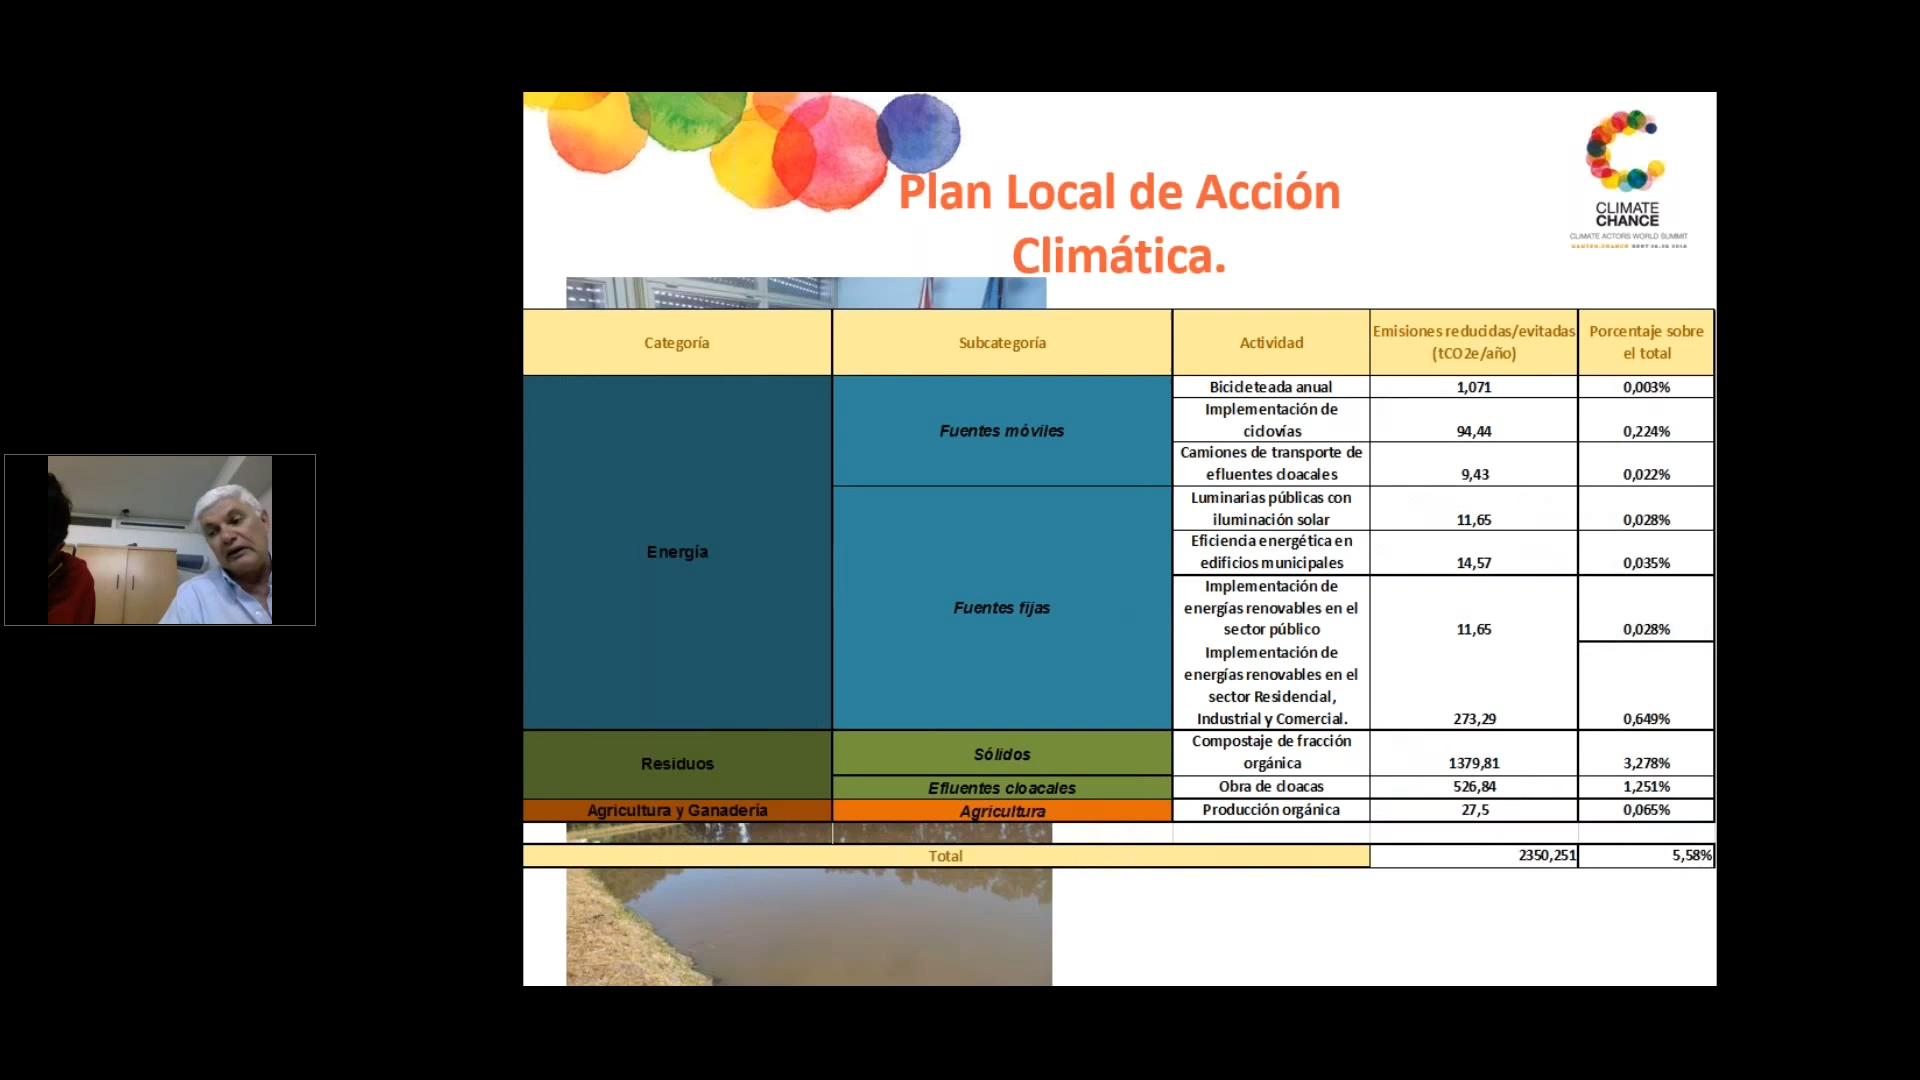 Plan Local de Acción
Climática.
CLIMATE
CHANCE
CLIMATE ACTORS WORLD SUMMIT
Categoría
Subcategoría
Actividad
Emisiones reducidas/evitadas
(tCO2e/año)
Porcentaje sobre
el total
Energía
Fuentes móviles
Bicicleteada anual
1,071
0,003%
Implementación de
ciclovías
94,44
0,224%
Camiones de transporte de
efluentes cloacales
9,43
0,022%
Fuentes fijas
Luminarias públicas con
iluminación solar
11,65
0,028%
Eficiencia energética en
edificios municipales
14,57
0,035%
Implementación de
energías renovables en el
sector público
11,65
0,028%
Implementación de
energías renovables en el
sector Residencial,
Industrial y Comercial.
273,29
0,649%
Residuos
Sólidos
Compostaje de fracción
orgánica
1379,81
3,278%
Efluentes cloacales
Obra de cloacas
526,84
1,251%
Agricultura y Ganadería
Agricultura
Producción orgánica
27,5
0,065%
Total
2350,251
5,58%